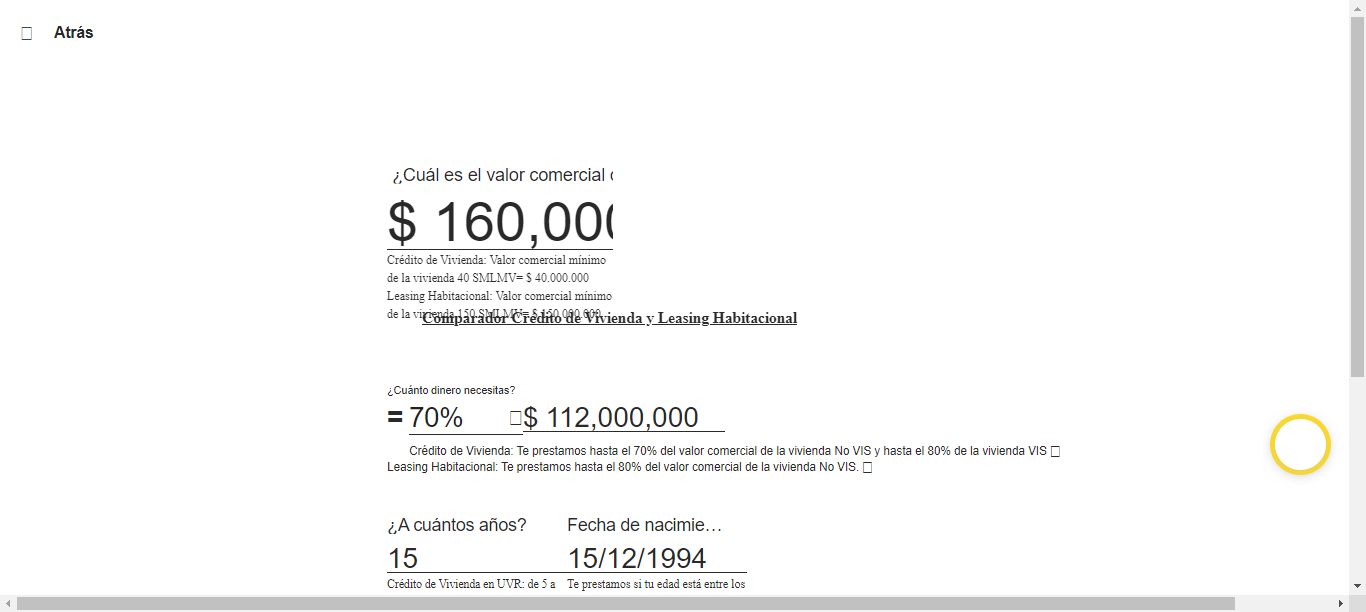 Atrás
¿Cuál es el valor comercial
$ 160,000
Crédito de Vivienda: Valor comercial mínimo
de la vivienda 40 SMLMV= $ 40.000.000
Leasing Habitacional: Valor comercial mínimo
de la vivienda 150 SMLMV= $ 150.000.000
Comparador Crédito de Vivienda y Leasing Habitacional
¿Cuánto dinero necesitas?
= 70% $ 112,000,000
Crédito de Vivienda: Te prestamos hasta el 70% del valor comercial de la vivienda No VIS y hasta el 80% de la vivienda VIS
Leasing Habitacional: Te prestamos hasta el 80% del valor comercial de la vivienda No VIS.
¿A cuántos años? Fecha de nacimie…
15 15/12/1994
Crédito de Vivienda en UVR: de 5 a Te prestamos si tu edad está entre los